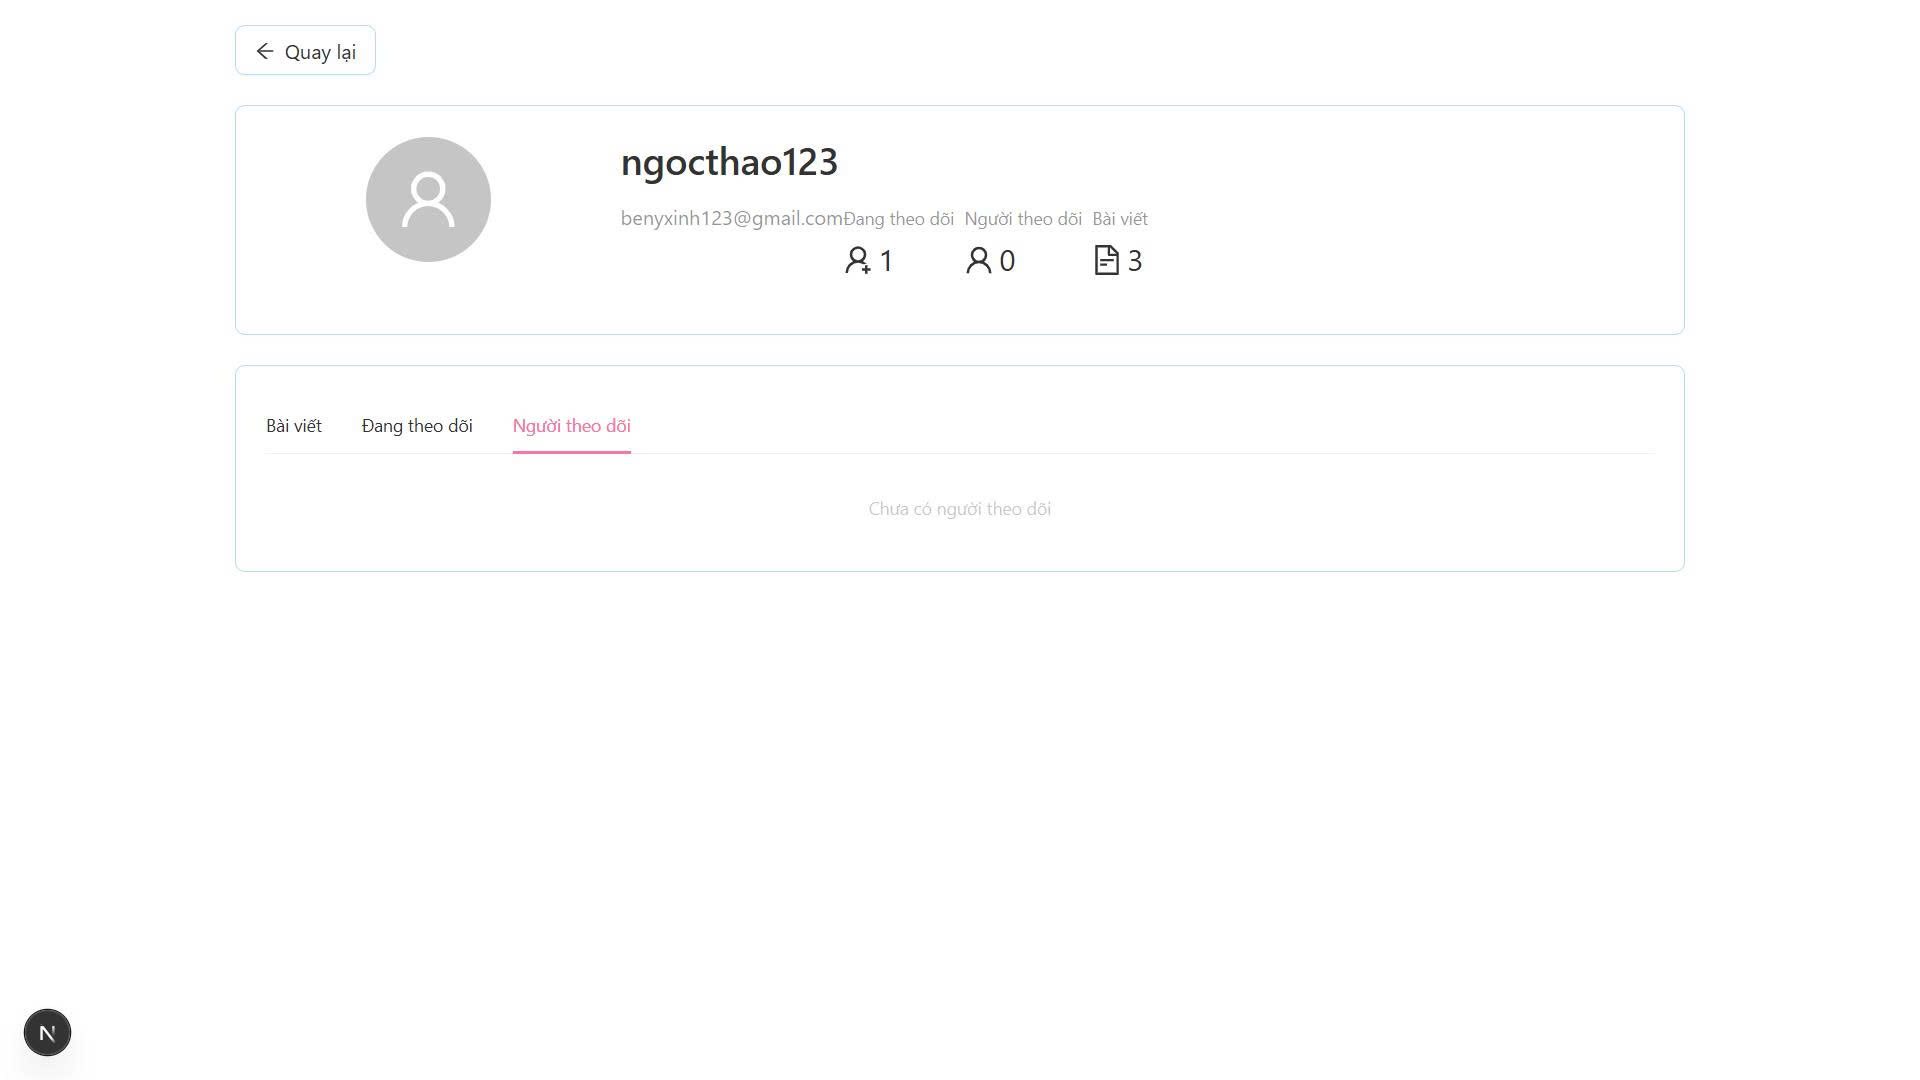 Quay lại
ngocthao123
benyxinh123@gmail.comĐang theo dõi Người theo dõi Bài viết
1 0 3
Bài viết Đang theo dõi Người theo dõi
Chưa có người theo dõi
N